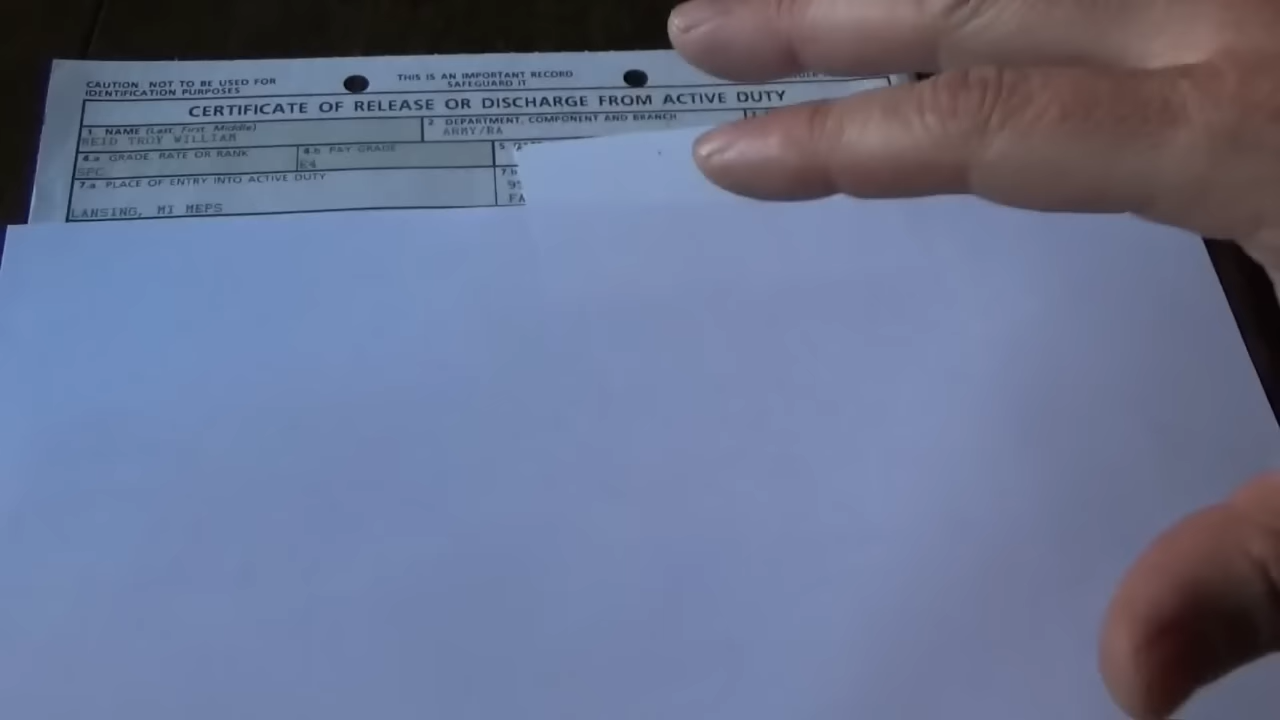 CAUTION: NOT TO BE USED FOR
IDENTIFICATION PURPOSES
THIS IS AN IMPORTANT RECORD
SAFEGUARD IT
CERTIFICATE OF RELEASE OR DISCHARGE FROM ACTIVE DUTY
1. NAME (Last, First, Middle)
REID TROY WILLIAM
2. DEPARTMENT, COMPONENT AND BRANCH
ARMY/RA
4.a GRADE, RATE OR RANK
SPC
4.b PAY GRADE
E4
5.
7.a PLACE OF ENTRY INTO ACTIVE DUTY
LANSING, MI MEPS
7.b